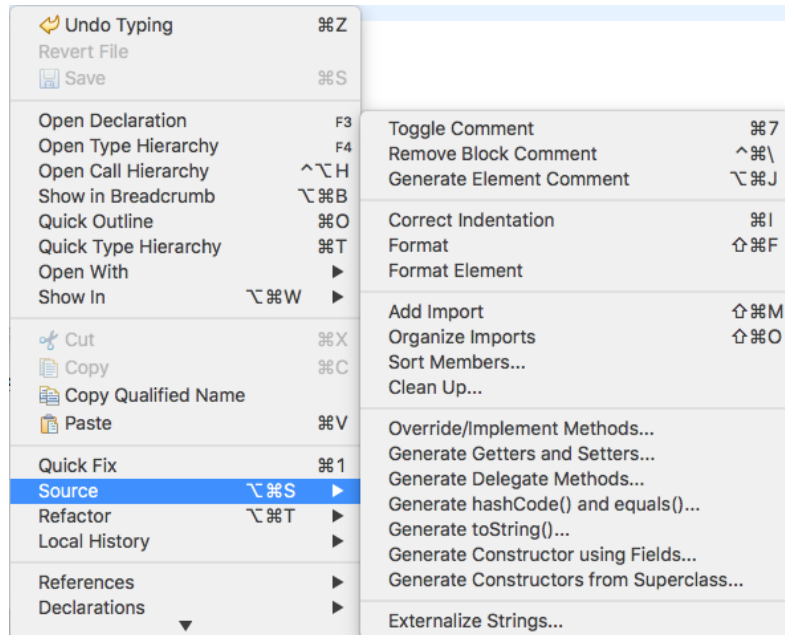 Undo Typing ⌘Z
Revert File
Save ⌘S
Open Declaration F3
Open Type Hierarchy F4
Open Call Hierarchy ^⌥H
Show in Breadcrumb ⌥⌘B
Quick Outline ⌘O
Quick Type Hierarchy ⌘T
Open With ▶
Show In ⌥⌘W ▶
Cut ⌘X
Copy ⌘C
Copy Qualified Name
Paste ⌘V
Quick Fix ⌘1
Source ⌥⌘S ▶
Refactor ⌥⌘T ▶
Local History ▶
References ▶
Declarations ▶
Toggle Comment ⌘7
Remove Block Comment ^⌘\
Generate Element Comment ⌥⌘J
Correct Indentation ⌘I
Format ⇧⌘F
Format Element
Add Import ⇧⌘M
Organize Imports ⇧⌘O
Sort Members...
Clean Up...
Override/Implement Methods...
Generate Getters and Setters...
Generate Delegate Methods...
Generate hashCode() and equals()...
Generate toString()...
Generate Constructor using Fields...
Generate Constructors from Superclass...
Externalize Strings...